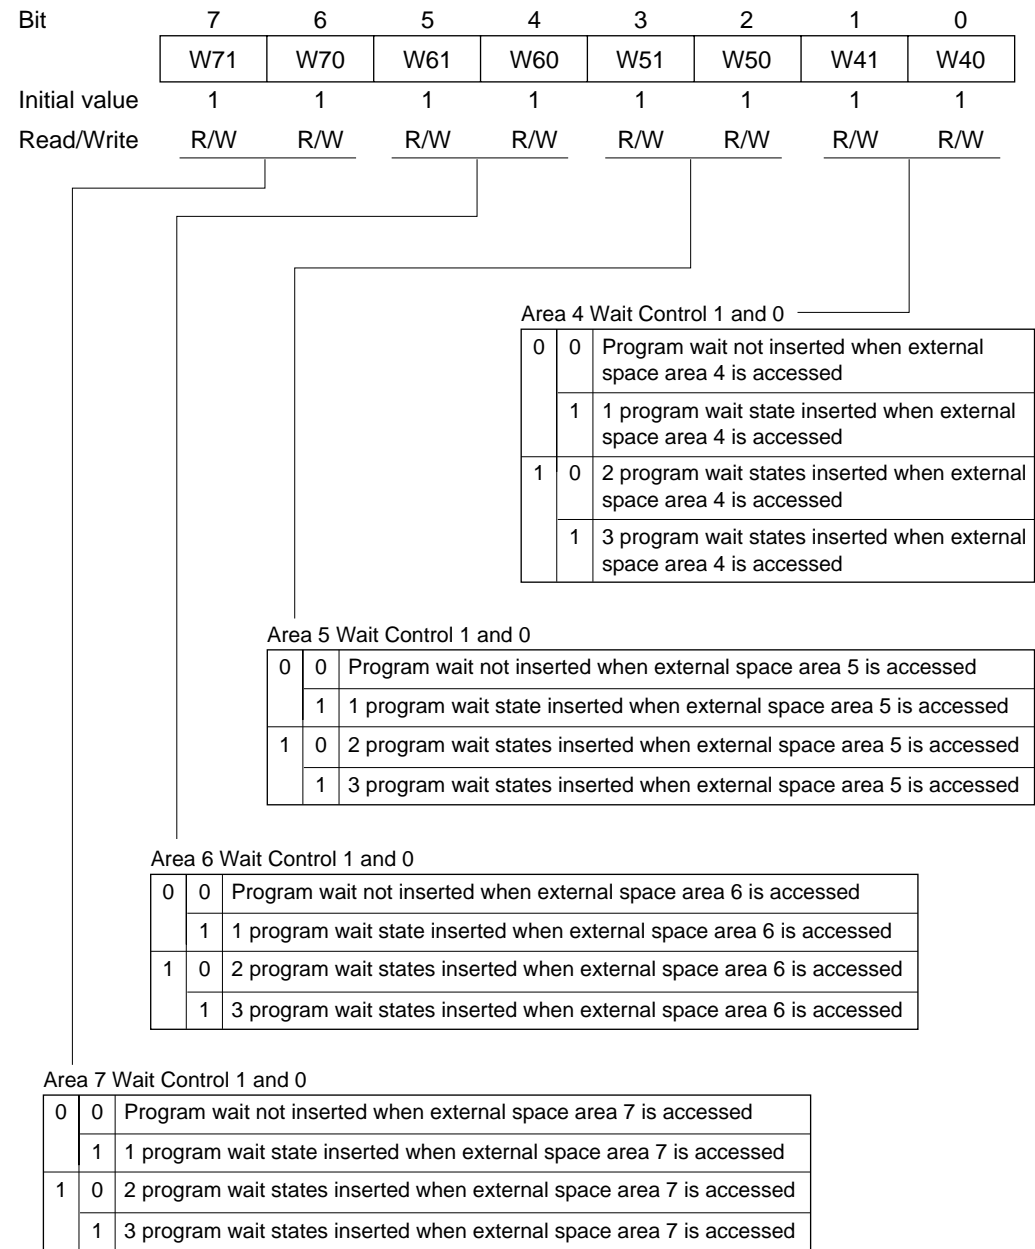 Bit 7 6 5 4 3 2 1 0
W71 W70 W61 W60 W51 W50 W41 W40
Initial value 1 1 1 1 1 1 1 1
Read/Write R/W R/W R/W R/W R/W R/W R/W R/W
Area 4 Wait Control 1 and 0
0 0 Program wait not inserted when external
space area 4 is accessed
1 1 program wait state inserted when external
space area 4 is accessed
1 0 2 program wait states inserted when external
space area 4 is accessed
1 3 program wait states inserted when external
space area 4 is accessed
Area 5 Wait Control 1 and 0
0 0 Program wait not inserted when external space area 5 is accessed
1 1 program wait state inserted when external space area 5 is accessed
1 0 2 program wait states inserted when external space area 5 is accessed
1 3 program wait states inserted when external space area 5 is accessed
Area 6 Wait Control 1 and 0
0 0 Program wait not inserted when external space area 6 is accessed
1 1 program wait state inserted when external space area 6 is accessed
1 0 2 program wait states inserted when external space area 6 is accessed
1 3 program wait states inserted when external space area 6 is accessed
Area 7 Wait Control 1 and 0
0 0 Program wait not inserted when external space area 7 is accessed
1 1 program wait state inserted when external space area 7 is accessed
1 0 2 program wait states inserted when external space area 7 is accessed
1 3 program wait states inserted when external space area 7 is accessed